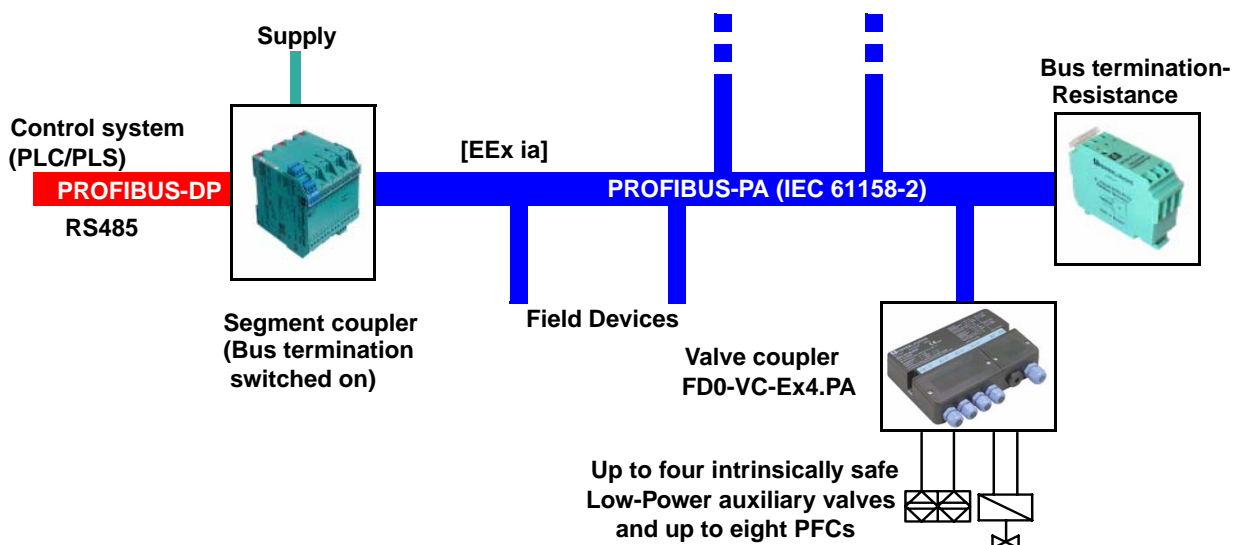 Supply
Control system
(PLC/PLS)
PROFIBUS-DP
RS485
[EEx ia]
PROFIBUS-PA (IEC 61158-2)
Bus termination-
Resistance
Segment coupler
(Bus termination
switched on)
Field Devices
Valve coupler
FD0-VC-Ex4.PA
Up to four intrinsically safe
Low-Power auxiliary valves
and up to eight PFCs